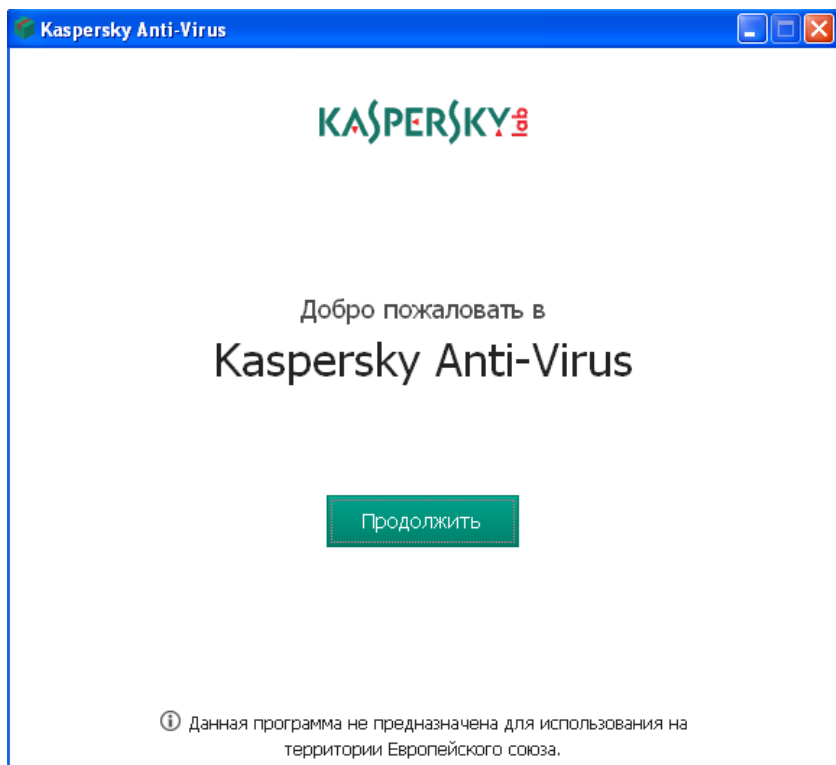 Kaspersky Anti-Virus
KASPERSKY lab
Добро пожаловать в
Kaspersky Anti-Virus
Продолжить
Данная программа не предназначена для использования на
территории Европейского союза.